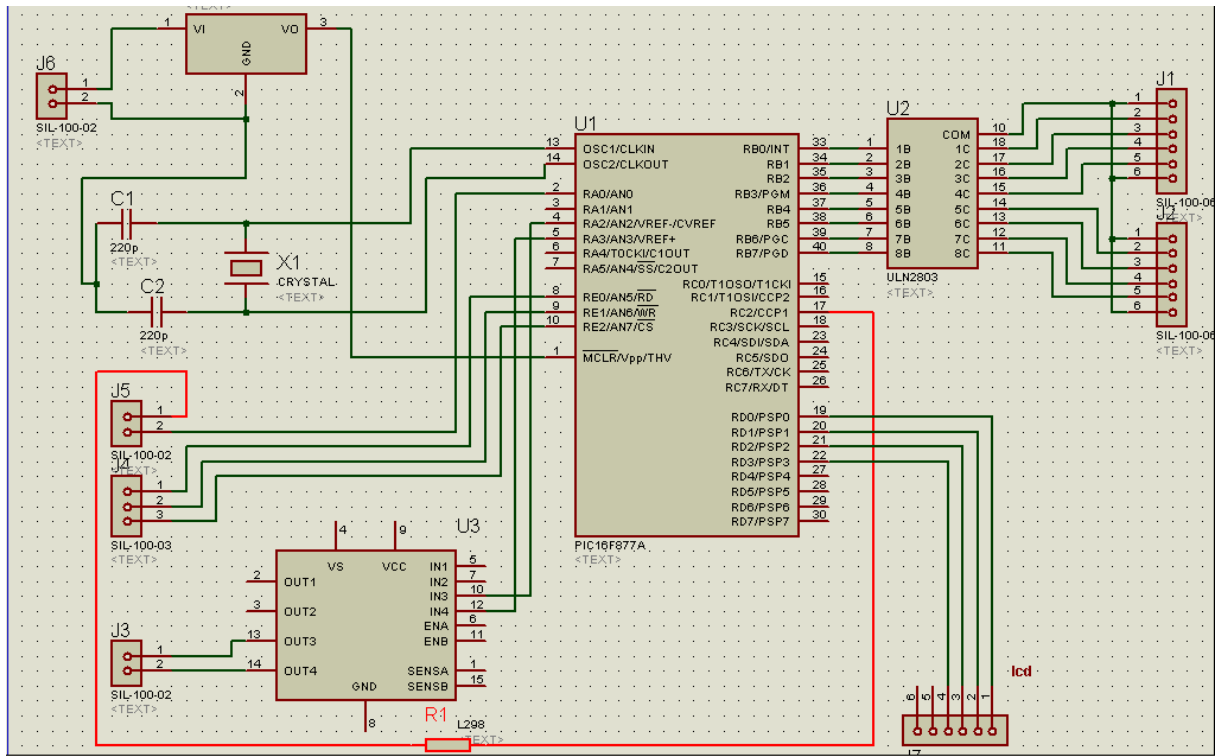 <TEXT>
1 VI VO 3
GND
2
J6
1
2
SIL-100-02
<TEXT>
C1
220p
<TEXT>
X1
CRYSTAL
<TEXT>
C2
220p
<TEXT>
U1
13 OSC1/CLKIN
14 OSC2/CLKOUT
2 RA0/AN0
3 RA1/AN1
4 RA2/AN2/VREF-/CVREF
5 RA3/AN3/VREF+
6 RA4/T0CKI/C1OUT
7 RA5/AN4/SS/C2OUT
8 RE0/AN5/RD
9 RE1/AN6/WR
10 RE2/AN7/CS
1 MCLR/Vpp/THV
RB0/INT 33
RB1 34
RB2 35
RB3/PGM 36
RB4 37
RB5 38
RB6/PGC 39
RB7/PGD 40
RC0/T1OSO/T1CKI 15
RC1/T1OSI/CCP2 16
RC2/CCP1 17
RC3/SCK/SCL 18
RC4/SDI/SDA 23
RC5/SDO 24
RC6/TX/CK 25
RC7/RX/DT 26
RD0/PSP0 19
RD1/PSP1 20
RD2/PSP2 21
RD3/PSP3 22
RD4/PSP4 27
RD5/PSP5 28
RD6/PSP6 29
RD7/PSP7 30
PIC16F877A
<TEXT>
U2
COM 10
1 1B 1C 18
2 2B 2C 17
3 3B 3C 16
4 4B 4C 15
5 5B 5C 14
6 6B 6C 13
7 7B 7C 12
8 8B 8C 11
ULN2803
<TEXT>
J1
1
2
3
4
5
6
SIL-100-06
<TEXT>
J2
1
2
3
4
5
6
SIL-100-06
<TEXT>
J5
1
2
SIL-100-02
<TEXT>
J4
1
2
3
SIL-100-03
<TEXT>
U3
4 9
VS VCC
2 OUT1
3 OUT2
13 OUT3
14 OUT4
IN1 5
IN2 7
IN3 10
IN4 12
ENA 6
ENB 11
SENSA 1
SENSB 15
GND
8
L298
<TEXT>
J3
1
2
SIL-100-02
<TEXT>
R1
lcd
6 5 4 3 2 1
J7